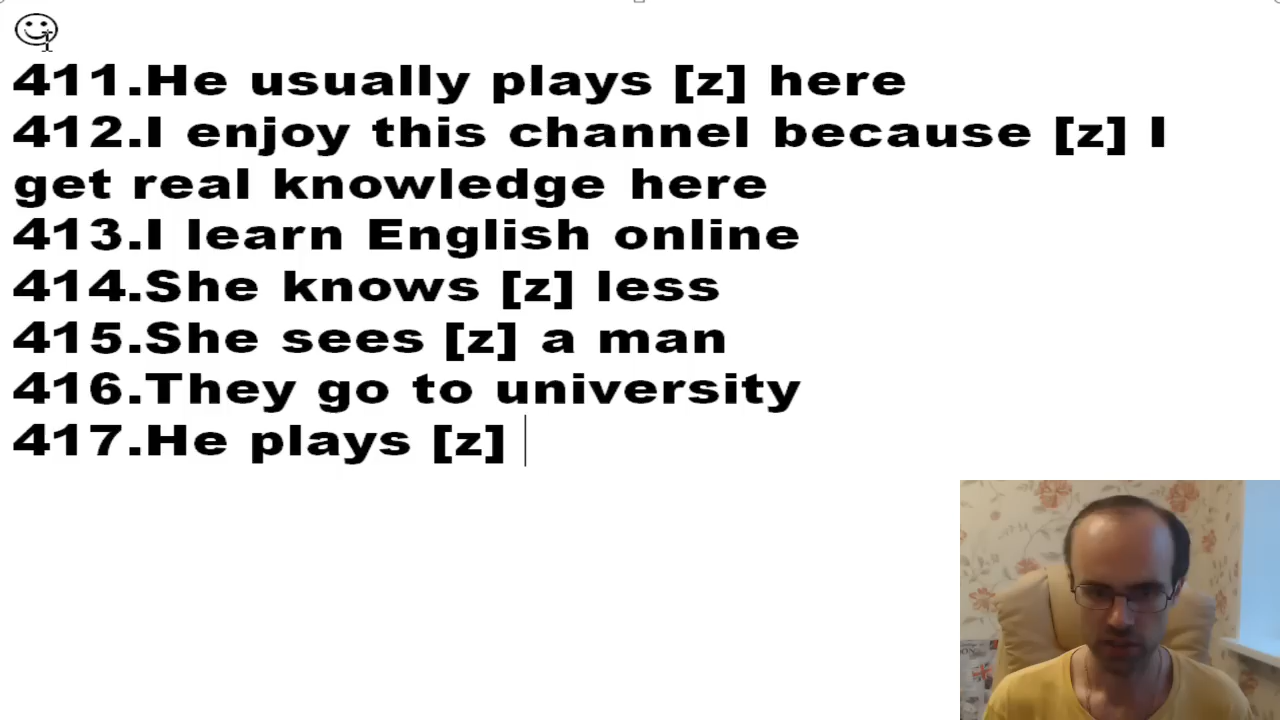 411.He usually plays [z] here
412.I enjoy this channel because [z] I
get real knowledge here
413.I learn English online
414.She knows [z] less
415.She sees [z] a man
416.They go to university
417.He plays [z]